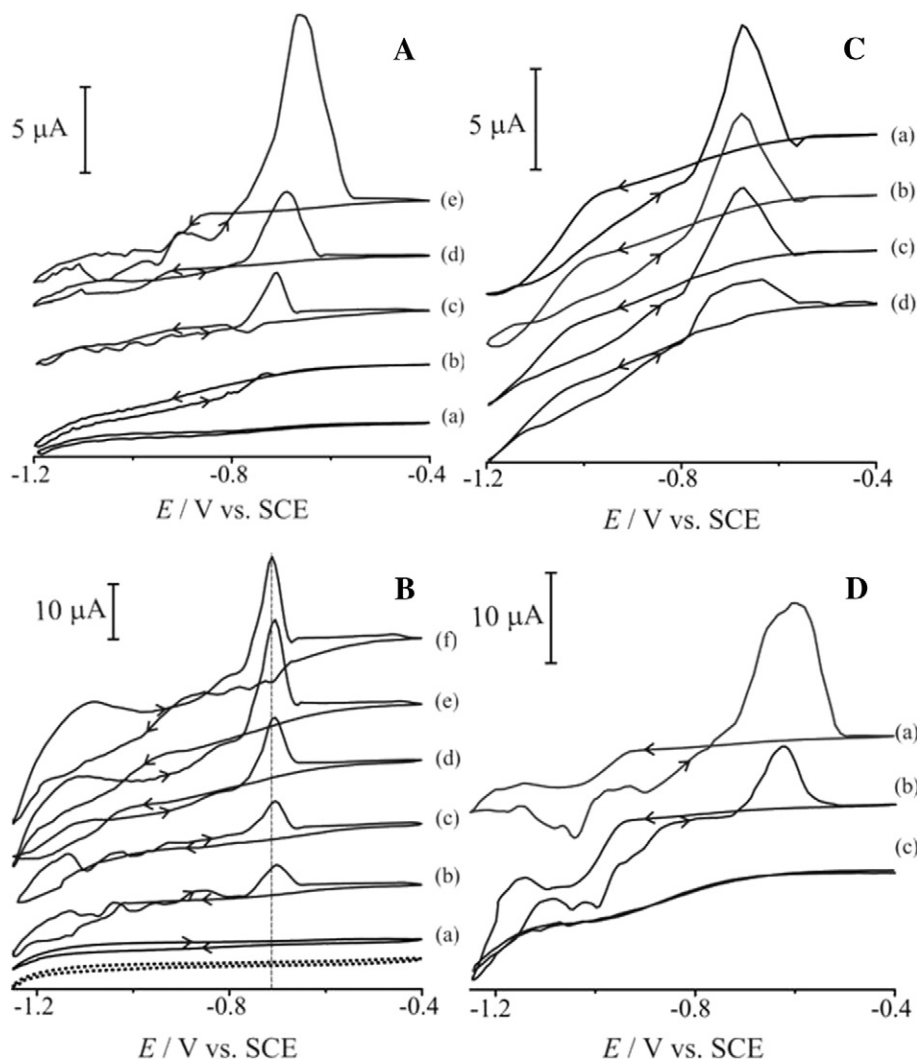 A
5 μA
(e)
(d)
(c)
(b)
(a)
-1.2
-0.8
-0.4
E / V vs. SCE
C
5 μA
(a)
(b)
(c)
(d)
-1.2
-0.8
-0.4
E / V vs. SCE
B
10 μA
(f)
(e)
(d)
(c)
(b)
(a)
-1.2
-0.8
-0.4
E / V vs. SCE
D
10 μA
(a)
(b)
(c)
-1.2
-0.8
-0.4
E / V vs. SCE